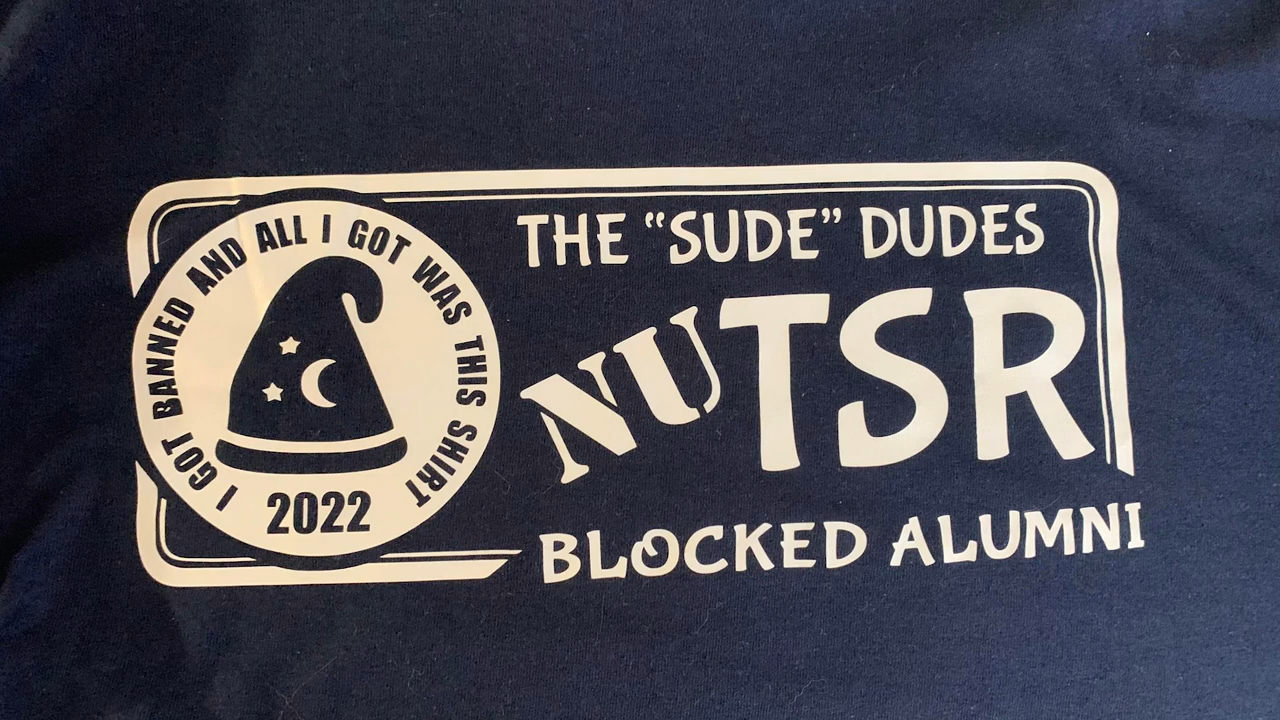 I GOT BANNED AND ALL I GOT WAS THIS SHIRT
2022
THE “SUDE” DUDES
NUTSR
BLOCKED ALUMNI